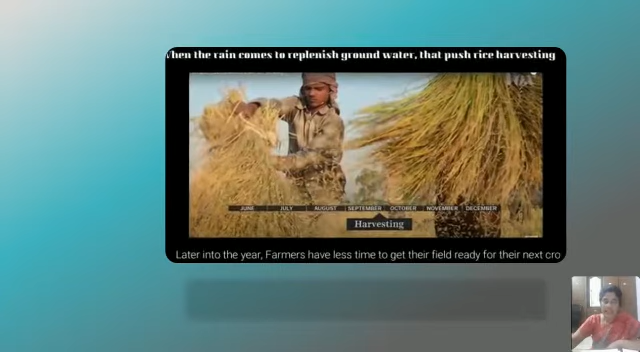 hen the rain comes to replenish ground water, that push rice harvesting
JUNE JULY AUGUST SEPTEMBER OCTOBER NOVEMBER DECEMBER
Harvesting
Later into the year, Farmers have less time to get their field ready for their next cro